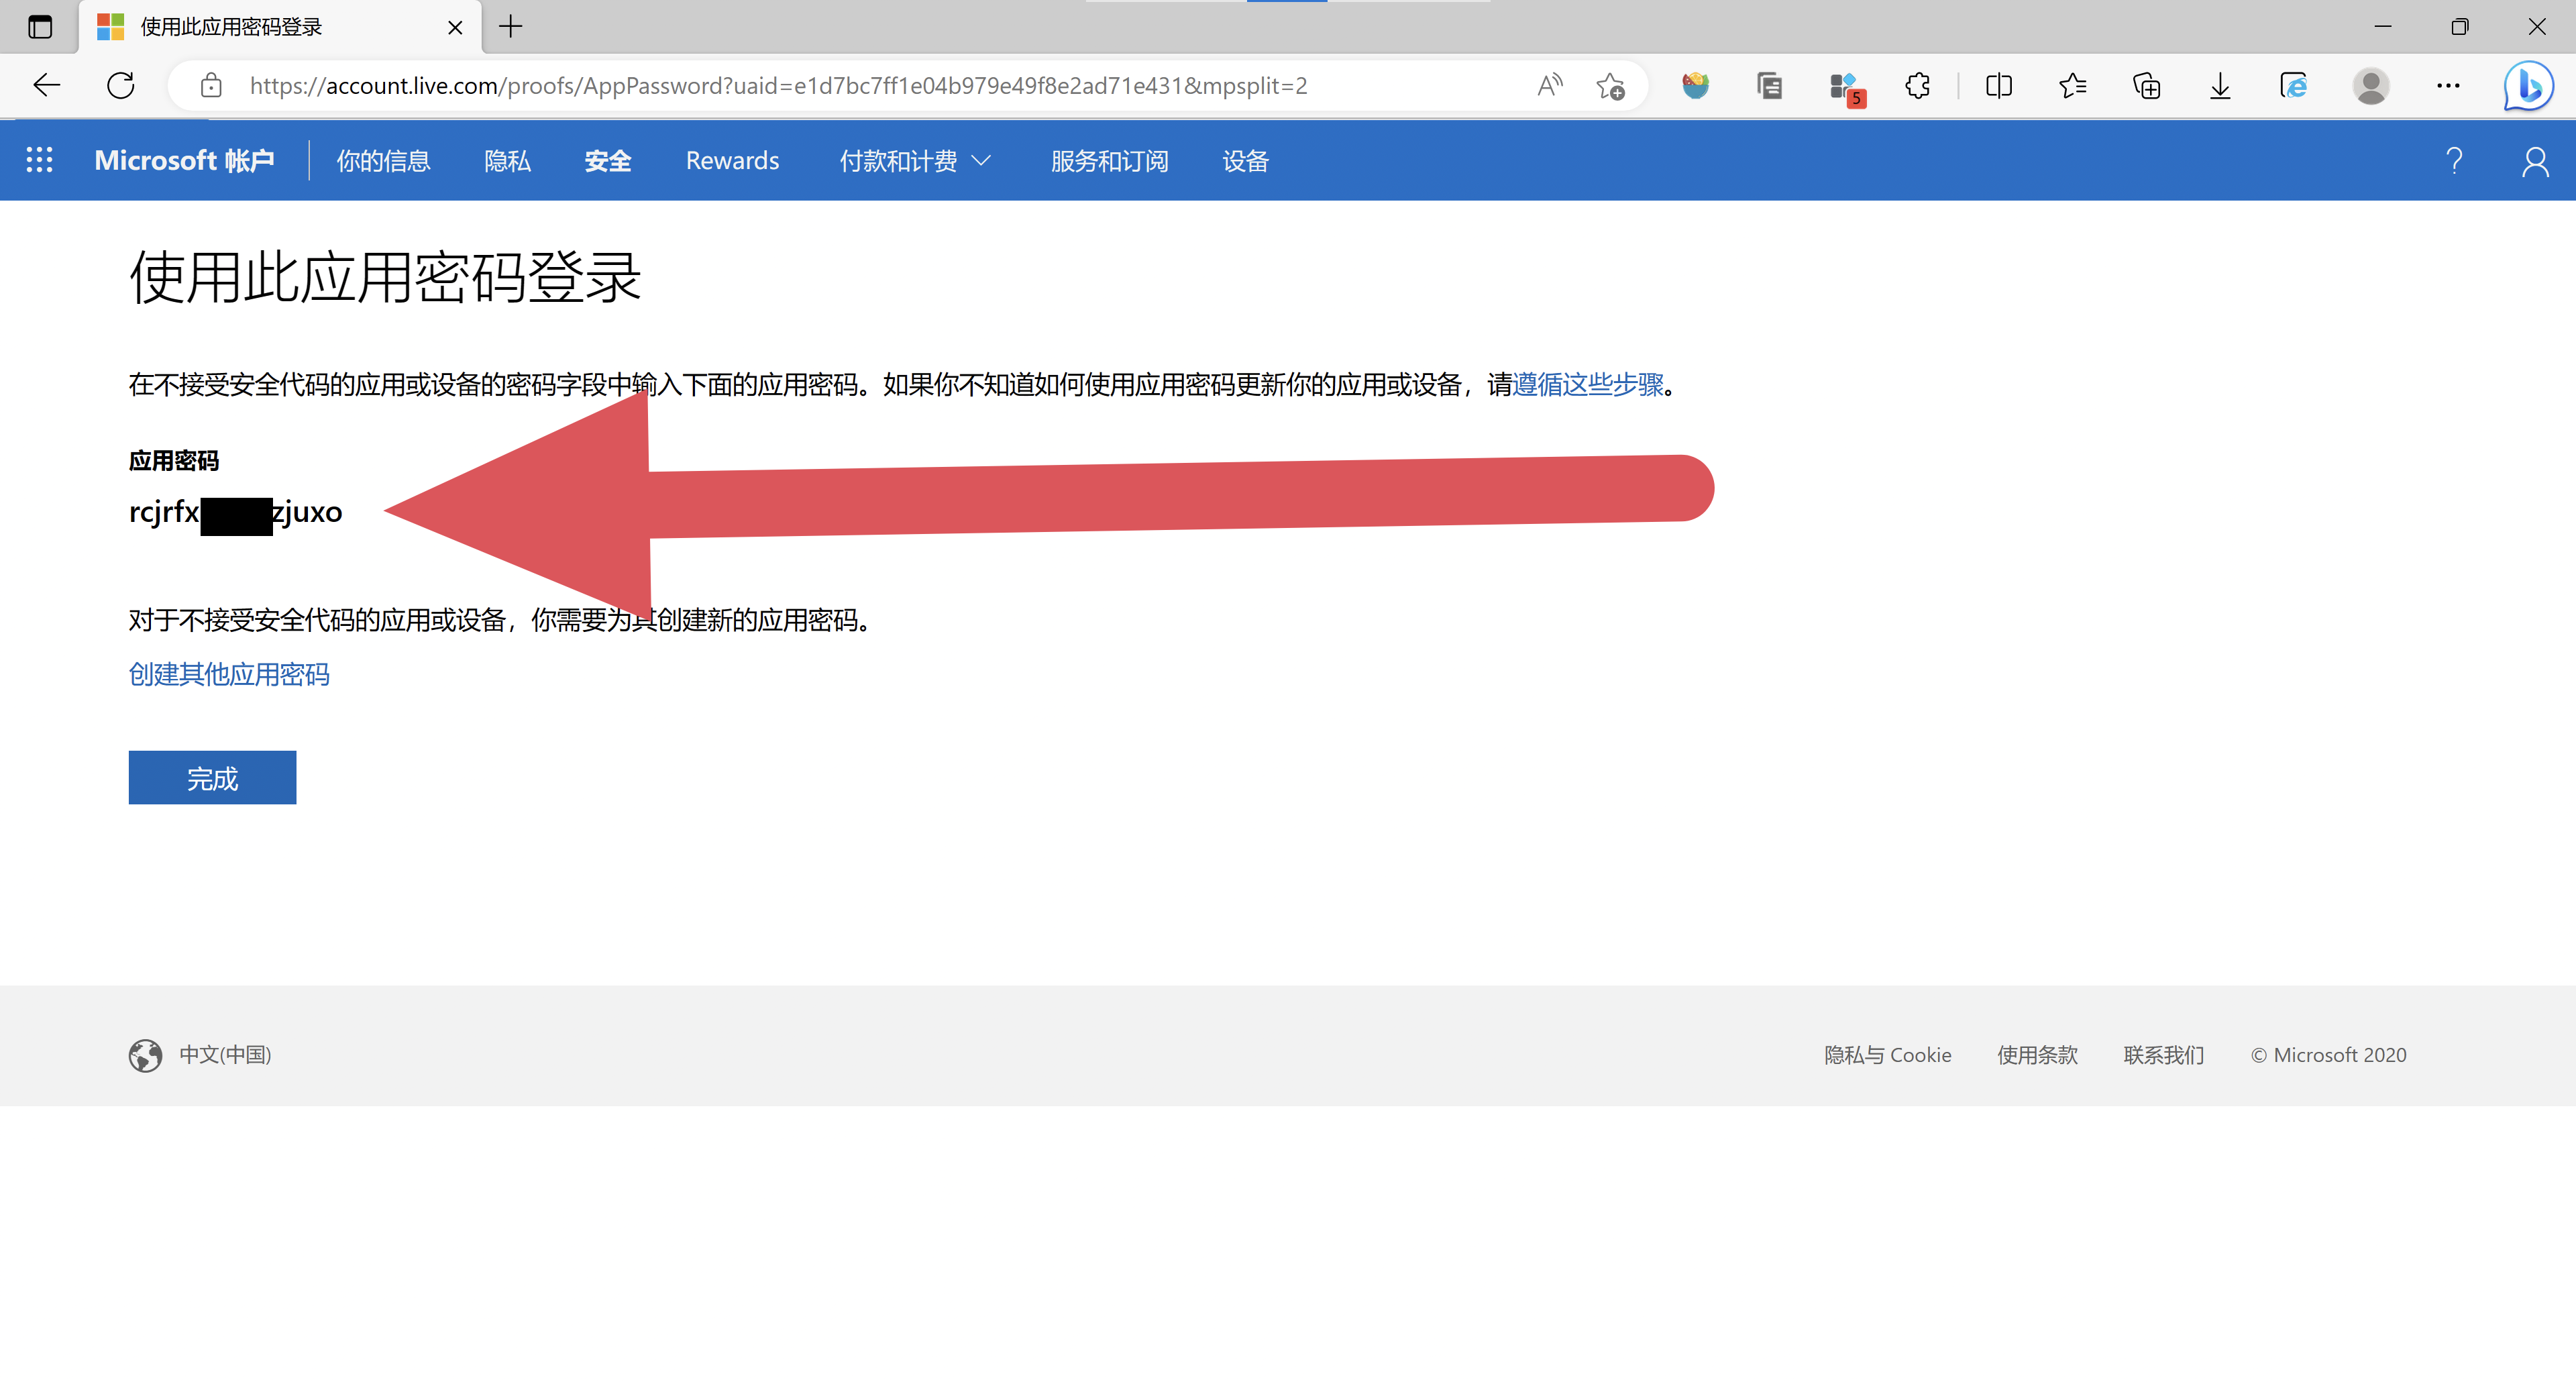 使用此应用密码登录
https://account.live.com/proofs/AppPassword?uaid=e1d7bc7ff1e04b979e49f8e2ad71e431&mpsplit=2
5
Microsoft 帐户 你的信息 隐私 安全 Rewards 付款和计费 服务和订阅 设备
使用此应用密码登录
在不接受安全代码的应用或设备的密码字段中输入下面的应用密码。如果你不知道如何使用应用密码更新你的应用或设备，请遵循这些步骤。
应用密码
rcjrfx zjuxo
对于不接受安全代码的应用或设备，你需要为其创建新的应用密码。
创建其他应用密码
完成
中文(中国) 隐私与 Cookie 使用条款 联系我们 © Microsoft 2020